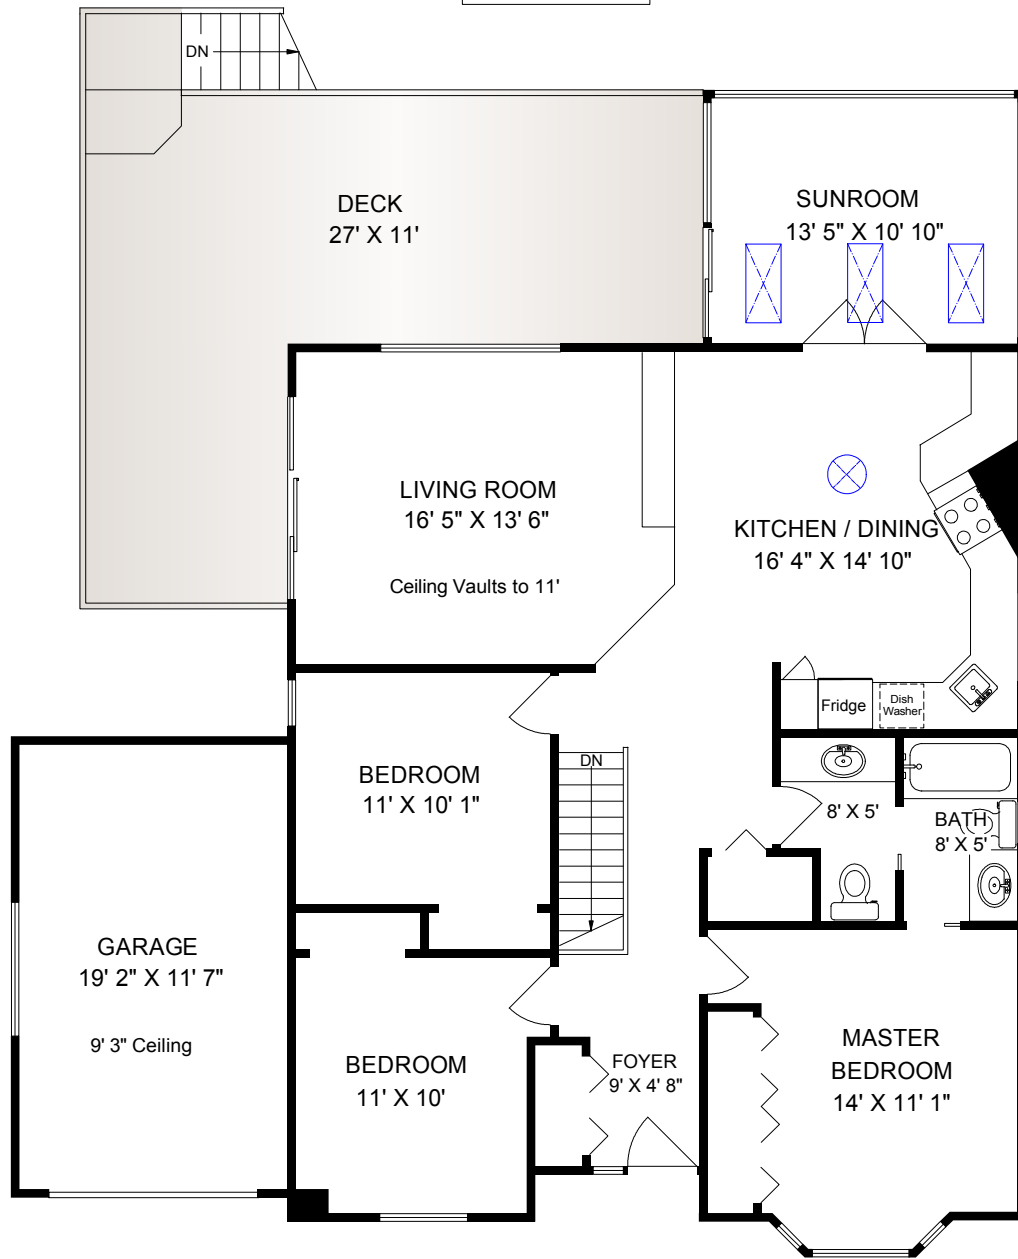 DN
DECK
27' X 11'
SUNROOM
13' 5" X 10' 10"
LIVING ROOM
16' 5" X 13' 6"
Ceiling Vaults to 11'
KITCHEN / DINING
16' 4" X 14' 10"
Fridge
Dish
Washer
BEDROOM
11' X 10' 1"
DN
8' X 5'
BATH
8' X 5'
GARAGE
19' 2" X 11' 7"
9' 3" Ceiling
BEDROOM
11' X 10'
FOYER
9' X 4' 8"
MASTER
BEDROOM
14' X 11' 1"